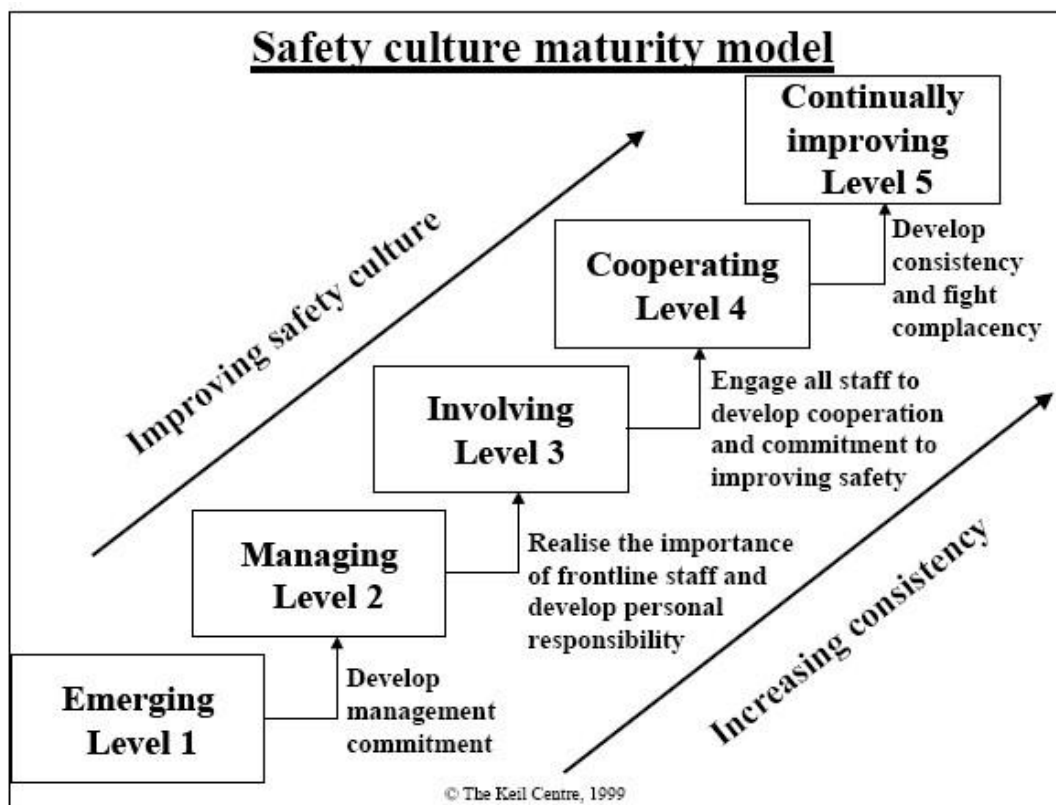 Safety culture maturity model
Continually
improving
Level 5
Improving safety culture
Cooperating
Level 4
Develop
consistency
and fight
complacency
Involving
Level 3
Engage all staff to
develop cooperation
and commitment to
improving safety
Managing
Level 2
Realise the importance
of frontline staff and
develop personal
responsibility
Increasing consistency
Emerging
Level 1
Develop
management
commitment
© The Keil Centre, 1999